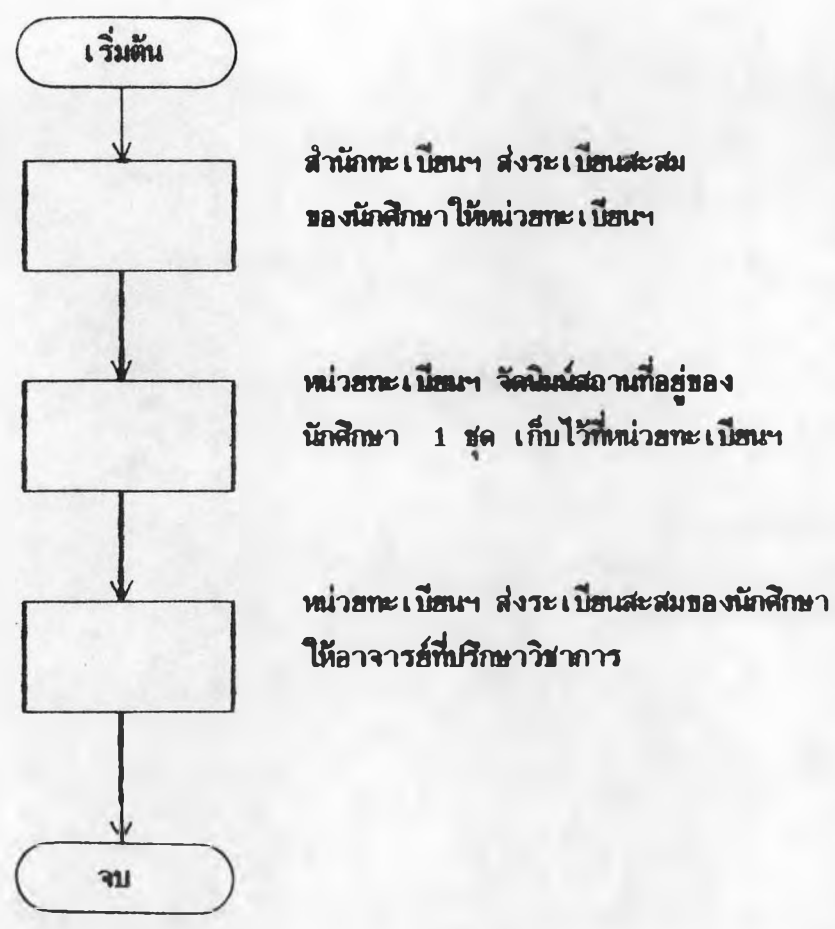 เริ่มต้น
สำนักทะเบียนฯ ส่งระเบียนสะสม
ของนักศึกษาให้หน่วยทะเบียนฯ
หน่วยทะเบียนฯ จัดพิมพ์สถานที่อยู่ของ
นักศึกษา 1 ชุด เก็บไว้ที่หน่วยทะเบียนฯ
หน่วยทะเบียนฯ ส่งระเบียนสะสมของนักศึกษา
ให้อาจารย์ที่ปรึกษาวิชาการ
จบ